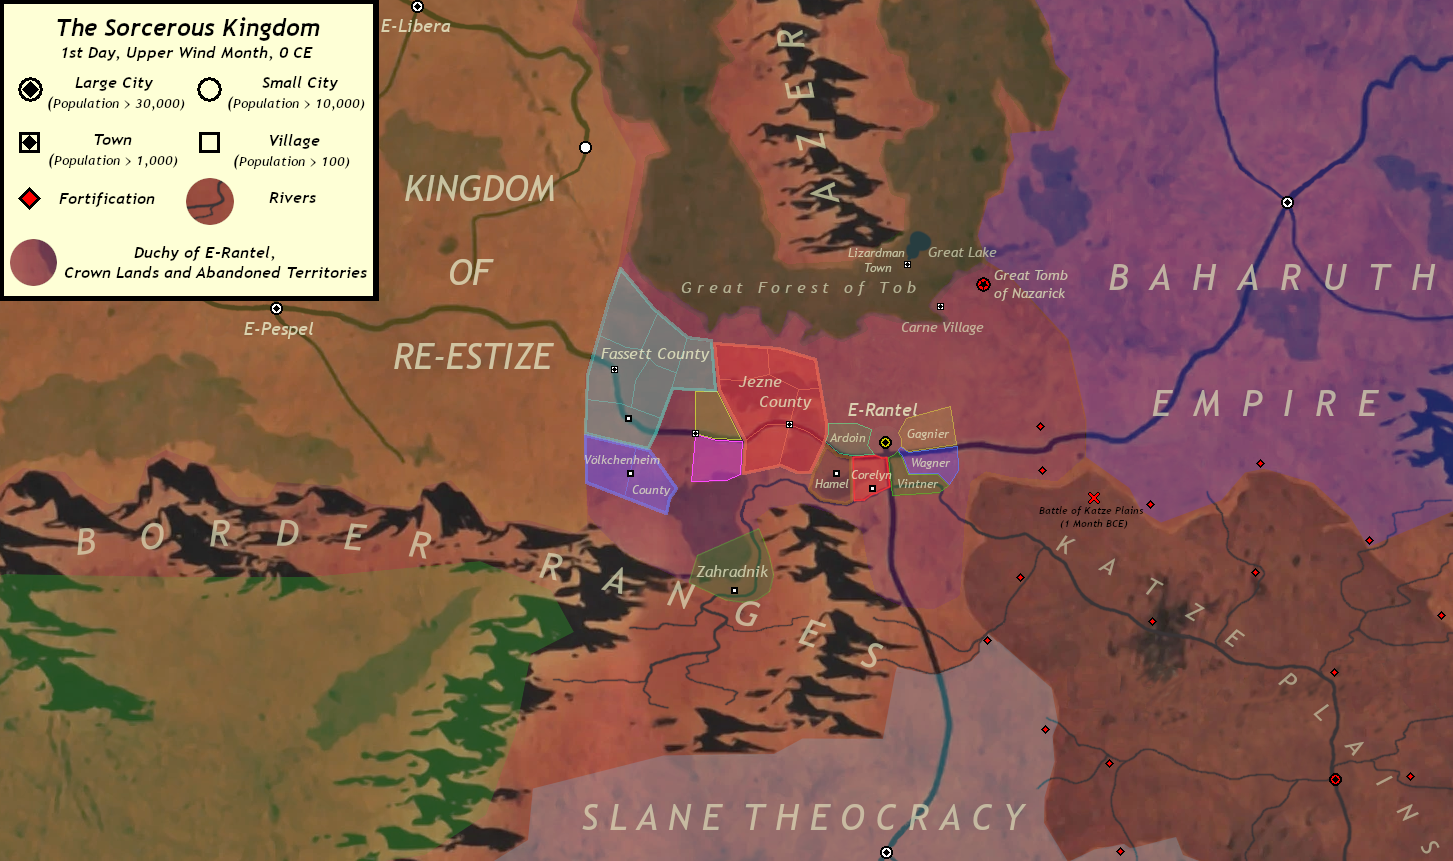 The Sorcerous Kingdom
1st Day, Upper Wind Month, 0 CE
Large City
(Population > 30,000)
Small City
(Population > 10,000)
Town
(Population > 1,000)
Village
(Population > 100)
Fortification
Rivers
Duchy of E-Rantel,
Crown Lands and Abandoned Territories
E-Libera
AZER
KINGDOM
OF
RE-ESTIZE
E-Pespel
Lizardman
Town
Great Lake
Great Forest of Tob
Great Tomb
of Nazarick
Carne Village
BAHARUTH
EMPIRE
Fassett County
Jezne
County
E-Rantel
Ardoin
Gagnier
Völkchenheim
County
Hamel
Corelyn
Wagner
Vintner
Battle of Katze Plains
(1 Month BCE)
BORDER RANGES
Zahradnik
KATZE PLAINS
SLANE THEOCRACY